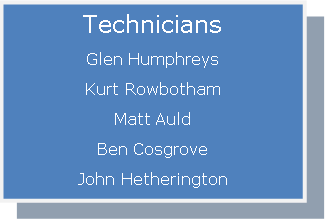 Technicians
Glen Humphreys
Kurt Rowbotham
Matt Auld
Ben Cosgrove
John Hetherington